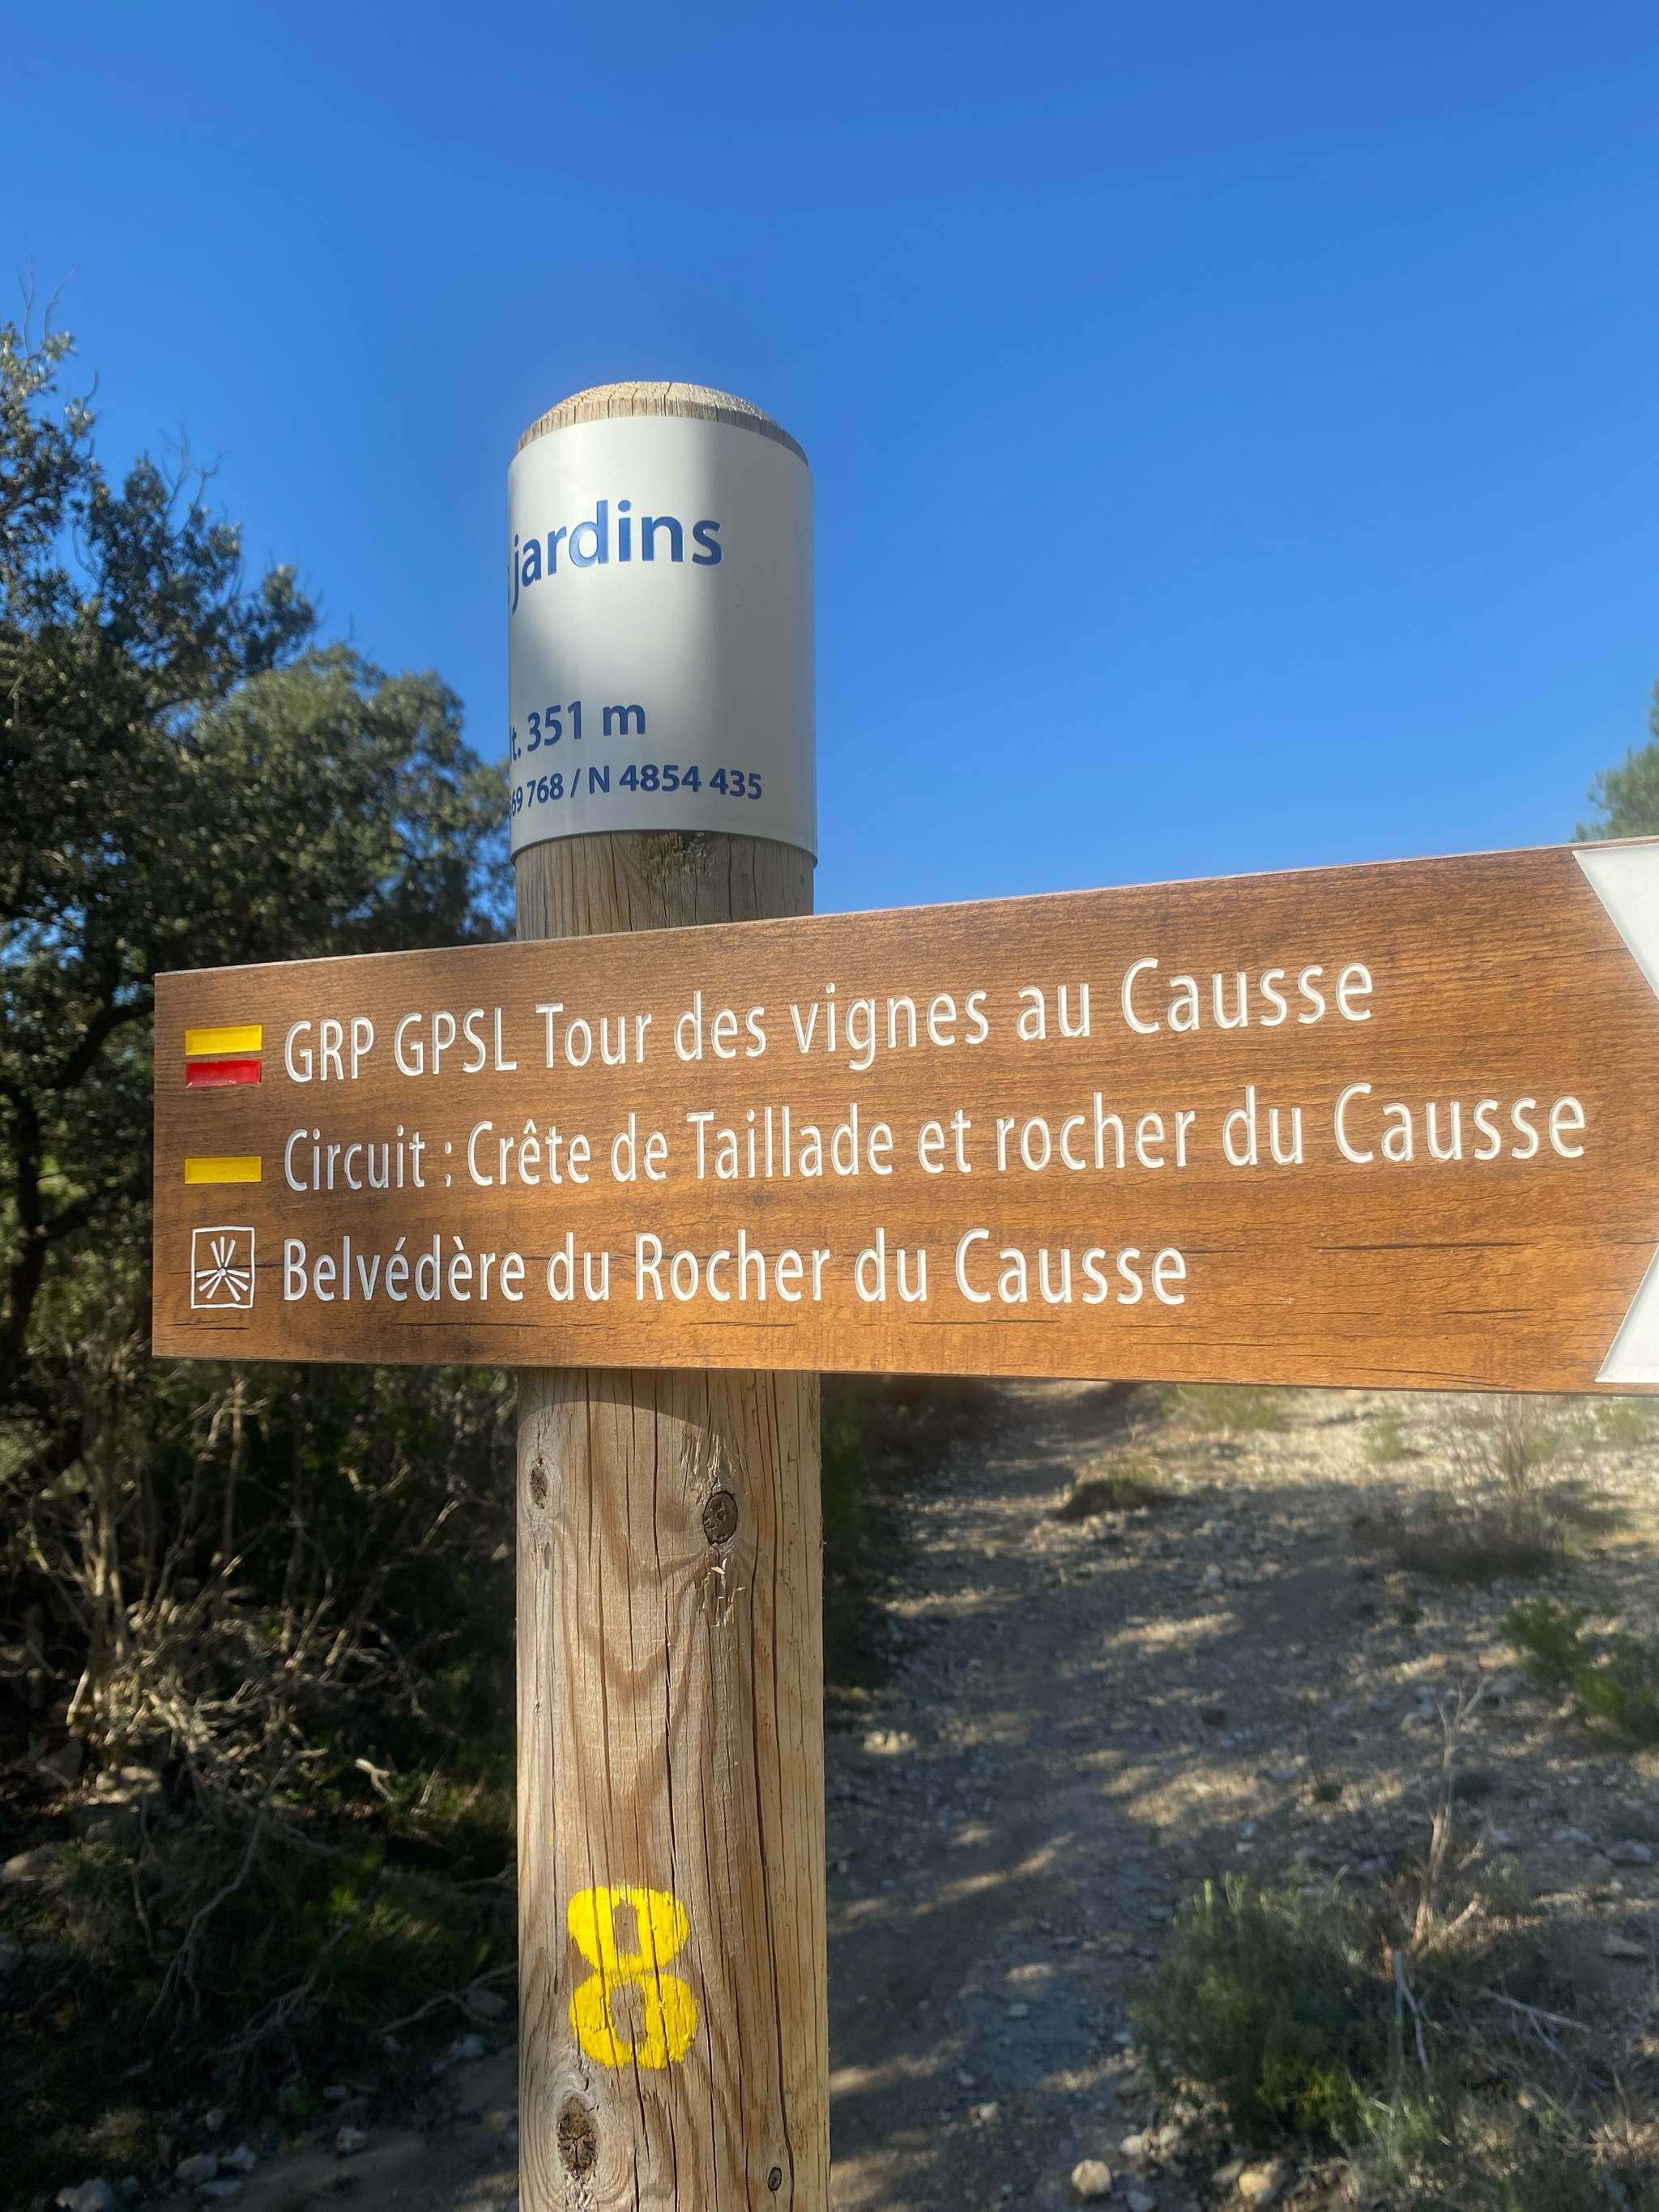 jardins
t. 351 m
69 768 / N 4854 435
GRP GPSL Tour des vignes au Causse
Circuit : Crête de Taillade et rocher du Causse
Belvédère du Rocher du Causse
8